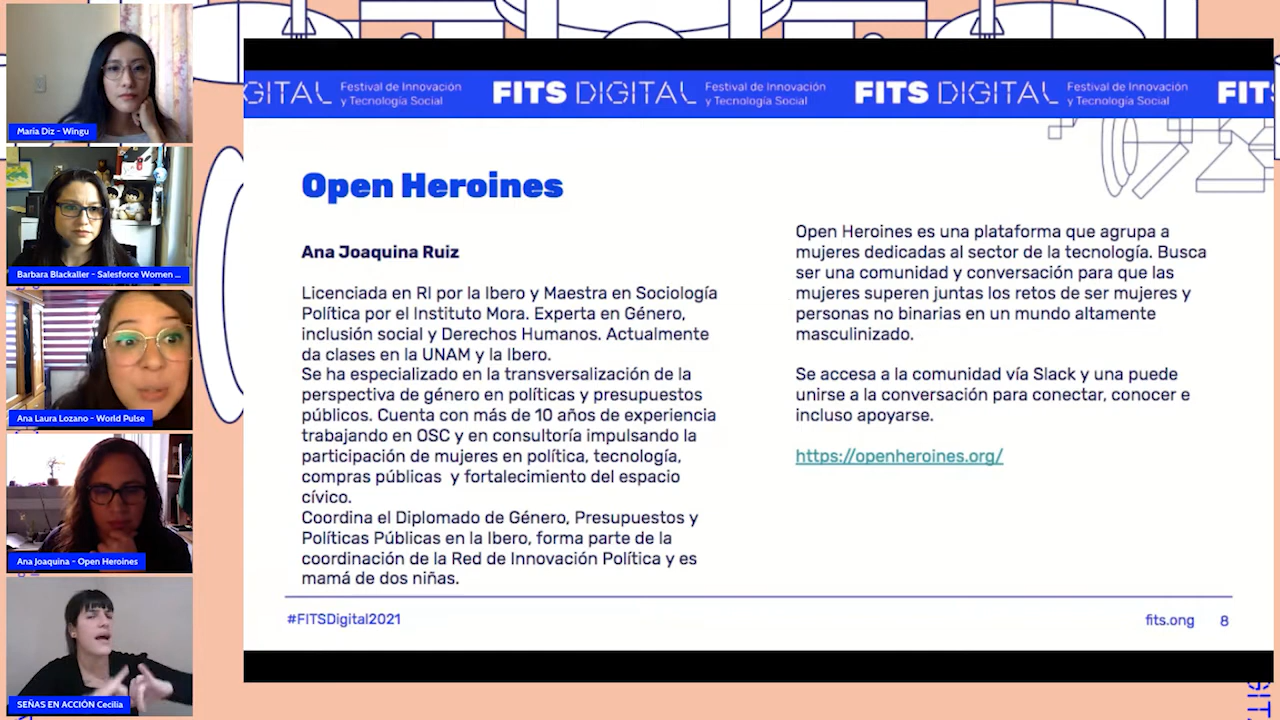 María Diz - Wingu
Barbara Blackaller - Salesforce Women ...
Ana Laura Lozano - World Pulse
Ana Joaquina - Open Heroines
SEÑAS EN ACCIÓN Cecilia
GITAL Festival de Innovación y Tecnología Social
FITS DIGITAL Festival de Innovación y Tecnología Social
FITS DIGITAL Festival de Innovación y Tecnología Social
FIT
Open Heroines
Ana Joaquina Ruiz
Licenciada en RI por la Ibero y Maestra en Sociología
Política por el Instituto Mora. Experta en Género,
inclusión social y Derechos Humanos. Actualmente
da clases en la UNAM y la Ibero.
Se ha especializado en la transversalización de la
perspectiva de género en políticas y presupuestos
públicos. Cuenta con más de 10 años de experiencia
trabajando en OSC y en consultoría impulsando la
participación de mujeres en política, tecnología,
compras públicas y fortalecimiento del espacio
cívico.
Coordina el Diplomado de Género, Presupuestos y
Políticas Públicas en la Ibero, forma parte de la
coordinación de la Red de Innovación Política y es
mamá de dos niñas.
Open Heroines es una plataforma que agrupa a
mujeres dedicadas al sector de la tecnología. Busca
ser una comunidad y conversación para que las
mujeres superen juntas los retos de ser mujeres y
personas no binarias en un mundo altamente
masculinizado.
Se accesa a la comunidad vía Slack y una puede
unirse a la conversación para conectar, conocer e
incluso apoyarse.
https://openheroines.org/
#FITSDigital2021
fits.ong 8